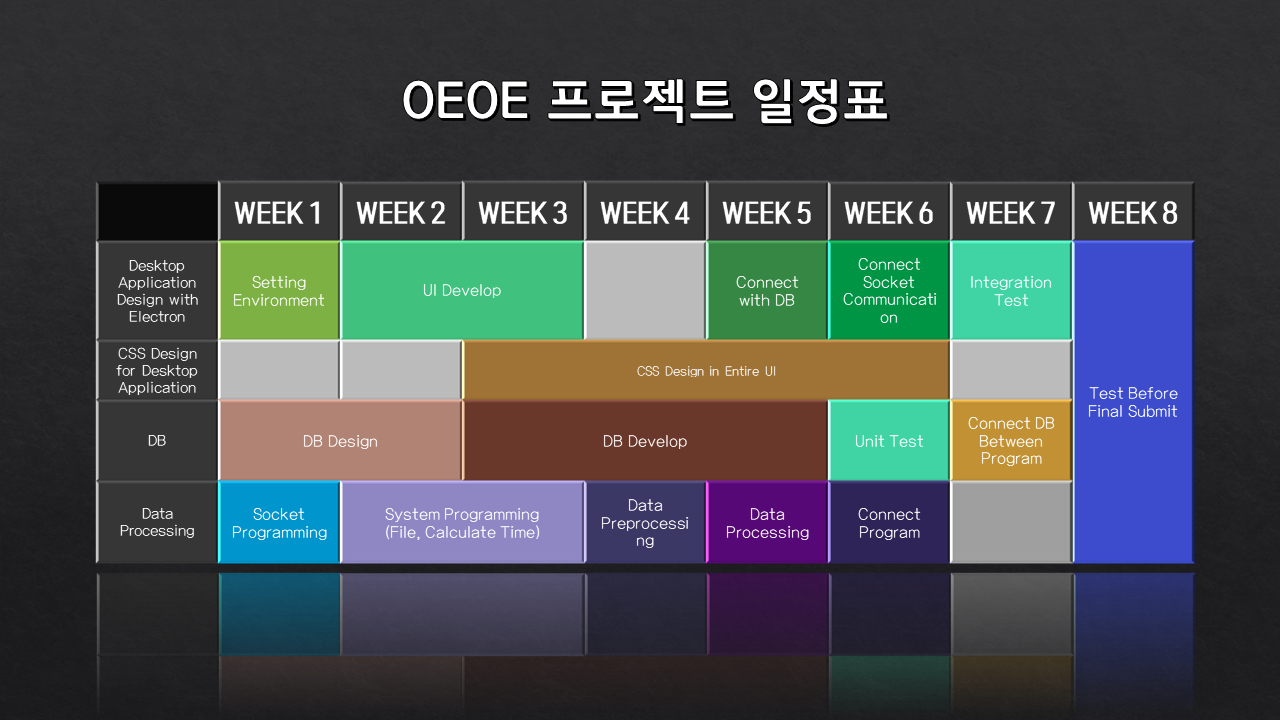 OEOE 프로젝트 일정표
WEEK 1
WEEK 2
WEEK 3
WEEK 4
WEEK 5
WEEK 6
WEEK 7
WEEK 8
Desktop
Application
Design with
Electron
Setting
Environment
UI Develop
Connect
with DB
Connect
Socket
Communicati
on
Integration
Test
Test Before
Final Submit
CSS Design
for Desktop
Application
CSS Design in Entire UI
DB
DB Design
DB Develop
Unit Test
Connect DB
Between
Program
Data
Processing
Socket
Programming
System Programming
(File, Calculate Time)
Data
Preprocessi
ng
Data
Processing
Connect
Program